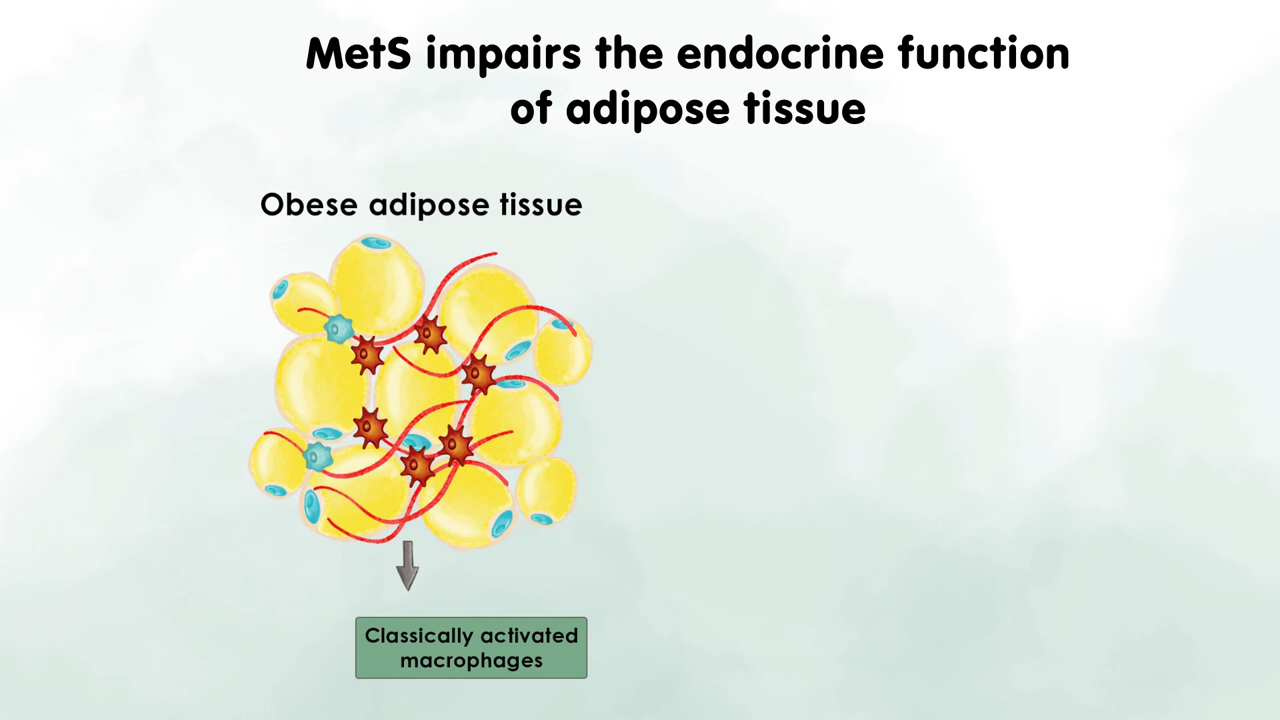 MetS impairs the endocrine function
of adipose tissue
Obese adipose tissue
Classically activated
macrophages